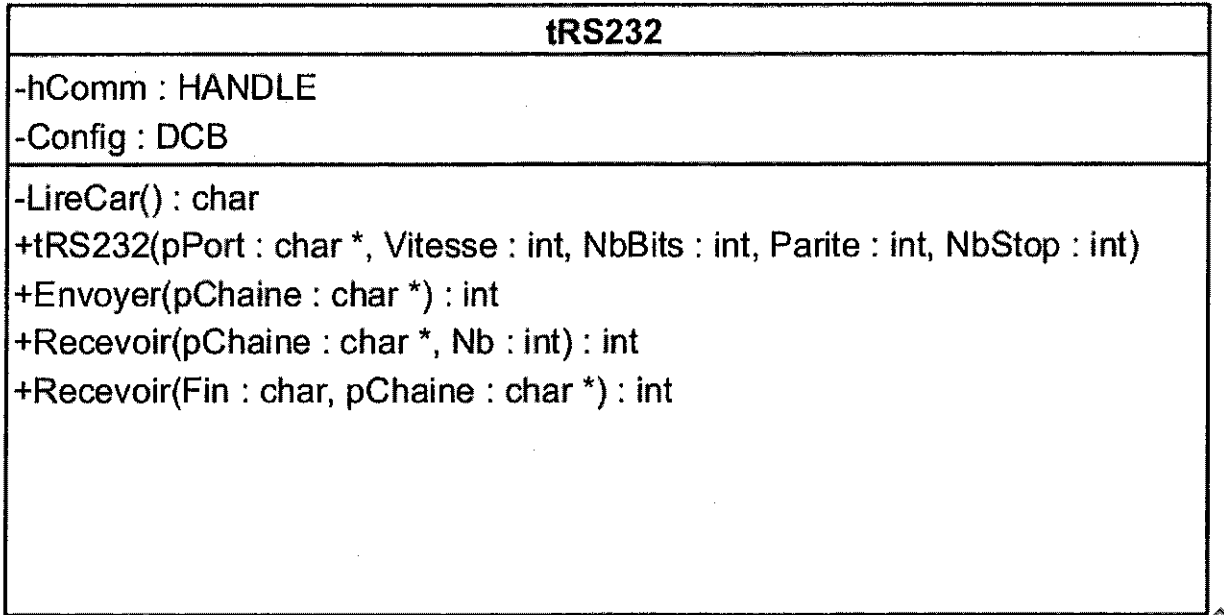 tRS232
-hComm : HANDLE
-Config : DCB
-LireCar() : char
+tRS232(pPort : char *, Vitesse : int, NbBits : int, Parite : int, NbStop : int)
+Envoyer(pChaine : char *) : int
+Recevoir(pChaine : char *, Nb : int) : int
+Recevoir(Fin : char, pChaine : char *) : int